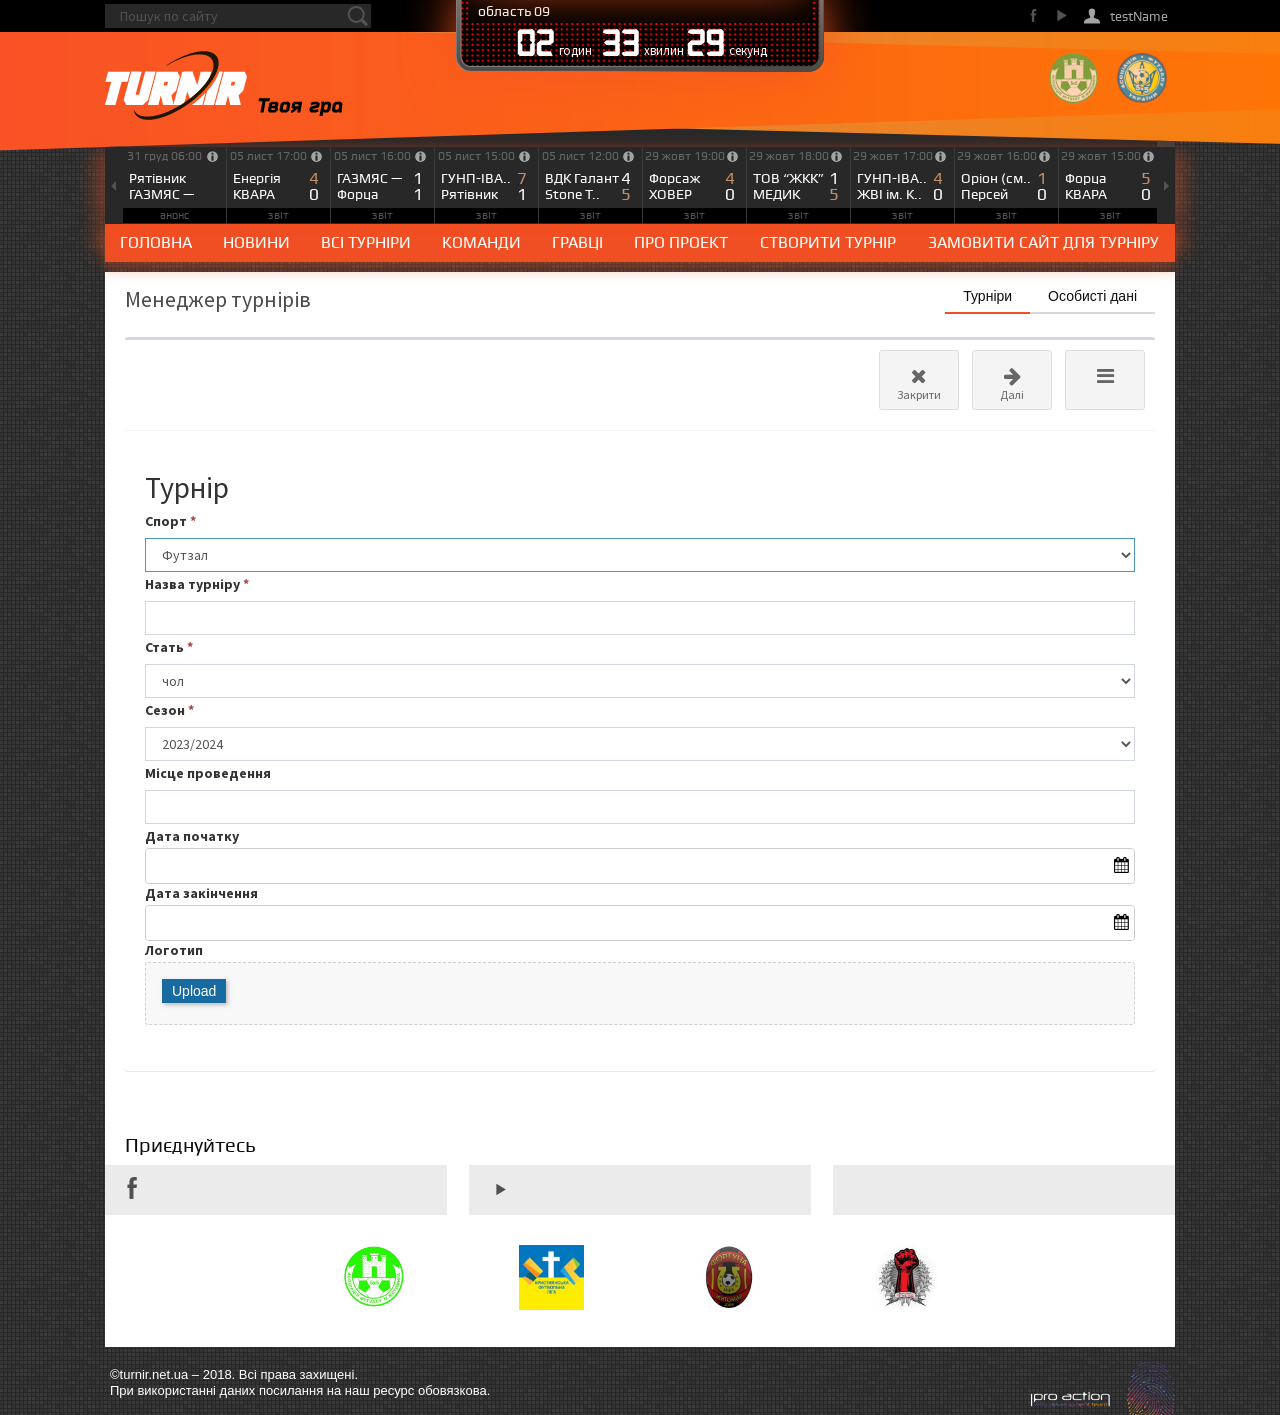 Пошук по сайту
область 09
02 годин 33 хвилин 29 секунд
testName
TURNIR
Твоя гра
31 груд 06:00
Рятівник
ГАЗМЯС —
анонс
05 лист 17:00
Енергія 4
КВАРА 0
звіт
05 лист 16:00
ГАЗМЯС — 1
Форца 1
звіт
05 лист 15:00
ГУНП-ІВА.. 7
Рятівник 1
звіт
05 лист 12:00
ВДК Галант 4
Stone T.. 5
звіт
29 жовт 19:00
Форсаж 4
ХОВЕР 0
звіт
29 жовт 18:00
ТОВ “ЖКК” 1
МЕДИК 5
звіт
29 жовт 17:00
ГУНП-ІВА.. 4
ЖВІ ім. К.. 0
звіт
29 жовт 16:00
Оріон (см.. 1
Персей 0
звіт
29 жовт 15:00
Форца 5
КВАРА 0
звіт
ГОЛОВНА НОВИНИ ВСІ ТУРНІРИ КОМАНДИ ГРАВЦІ ПРО ПРОЕКТ СТВОРИТИ ТУРНІР ЗАМОВИТИ САЙТ ДЛЯ ТУРНІРУ
Менеджер турнірів
Турніри Особисті дані
Закрити Далі
Турнір
Спорт *
Футзал
Назва турніру *
Стать *
чол
Сезон *
2023/2024
Місце проведення
Дата початку
Дата закінчення
Логотип
Upload
Приєднуйтесь
©turnir.net.ua – 2018. Всі права захищені.
При використанні даних посилання на наш ресурс обовязкова.
pro action